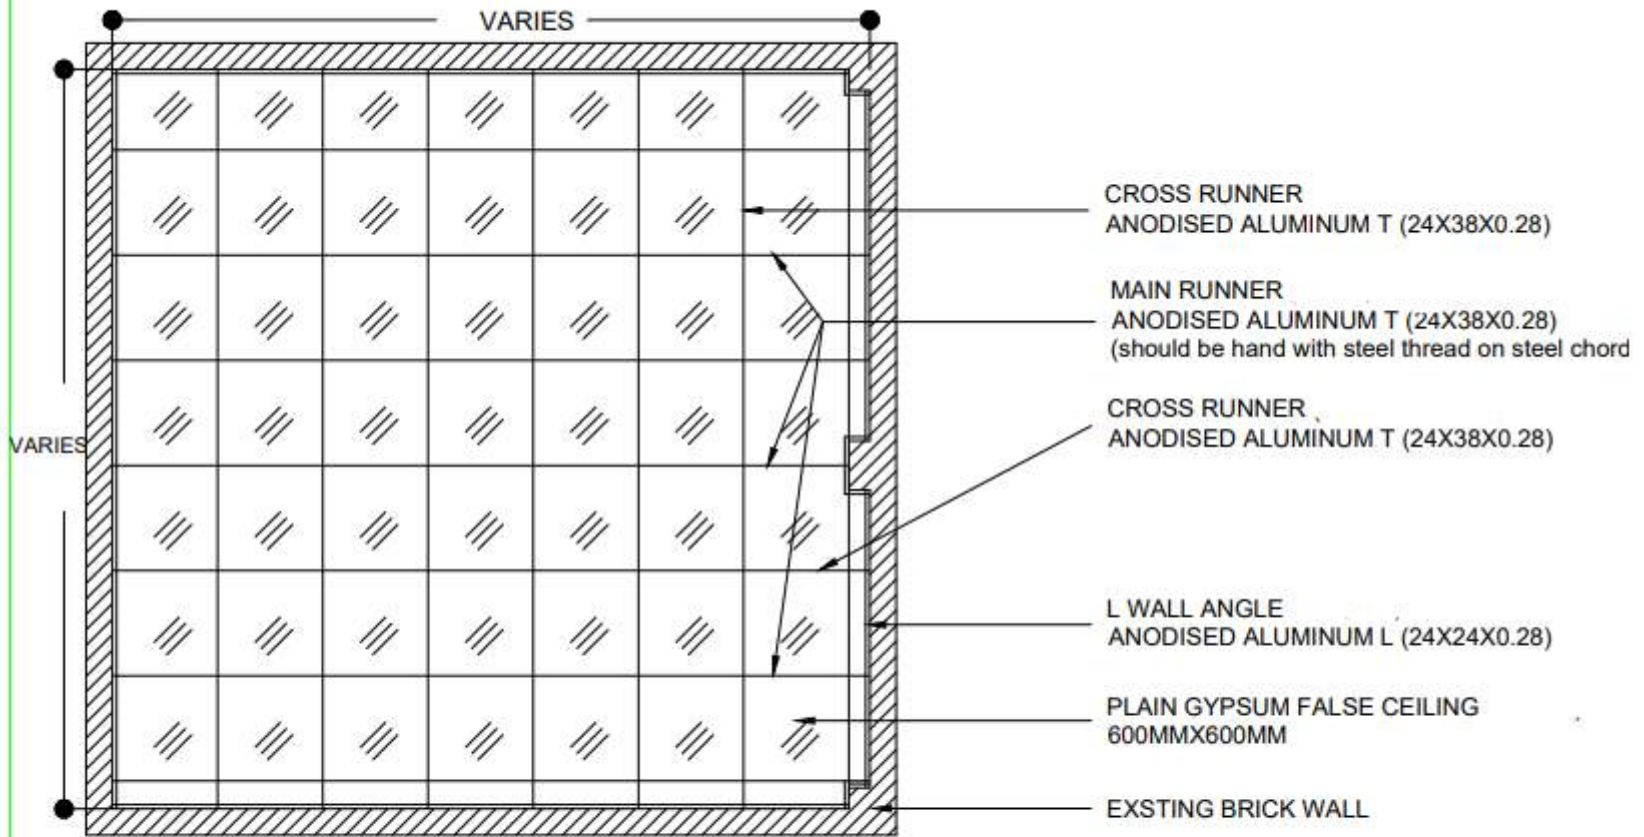 VARIES
CROSS RUNNER
ANODISED ALUMINUM T (24X38X0.28)
MAIN RUNNER
ANODISED ALUMINUM T (24X38X0.28)
(should be hand with steel thread on steel chord
CROSS RUNNER
ANODISED ALUMINUM T (24X38X0.28)
VARIES
L WALL ANGLE
ANODISED ALUMINUM L (24X24X0.28)
PLAIN GYPSUM FALSE CEILING
600MMX600MM
EXSTING BRICK WALL